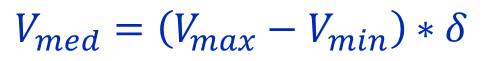 V_med = (V_max − V_min) * δ